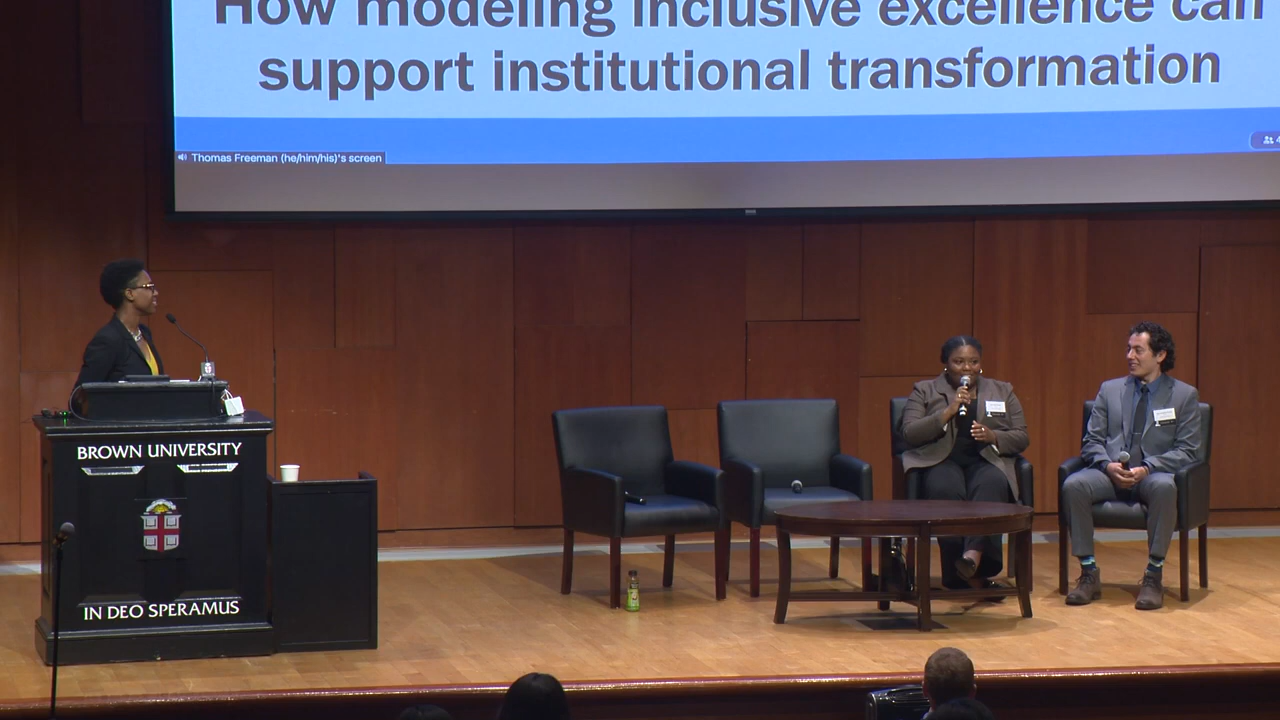 How modeling inclusive excellence can
support institutional transformation
Thomas Freeman (he/him/his)'s screen
BROWN UNIVERSITY
IN DEO SPERAMUS